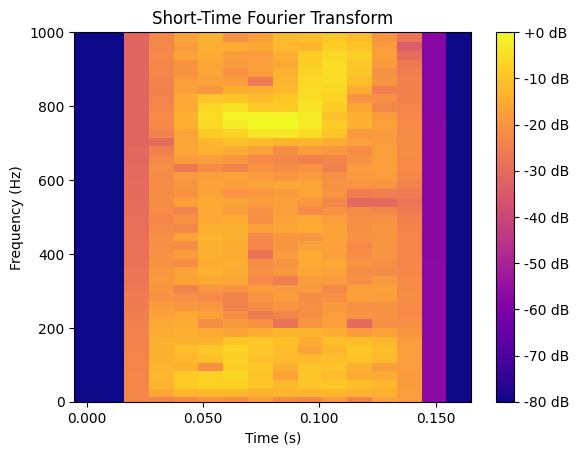 Short-Time Fourier Transform
1000
800
600
400
200
0
Frequency (Hz)
0.000
0.050
0.100
0.150
Time (s)
+0 dB
-10 dB
-20 dB
-30 dB
-40 dB
-50 dB
-60 dB
-70 dB
-80 dB